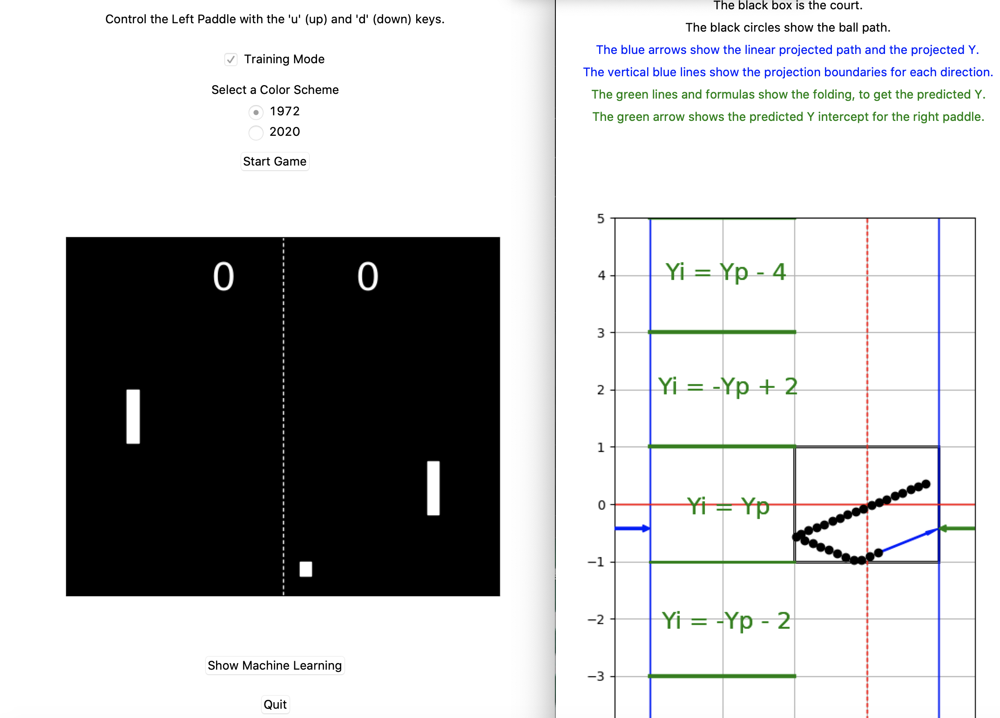 Control the Left Paddle with the 'u' (up) and 'd' (down) keys.
Training Mode
Select a Color Scheme
1972
2020
Start Game
0 0
Show Machine Learning
Quit
The black box is the court.
The black circles show the ball path.
The blue arrows show the linear projected path and the projected Y.
The vertical blue lines show the projection boundaries for each direction.
The green lines and formulas show the folding, to get the predicted Y.
The green arrow shows the predicted Y intercept for the right paddle.
5
4
Yi = Yp - 4
3
2
Yi = -Yp + 2
1
0
Yi = Yp
−1
−2
Yi = -Yp - 2
−3